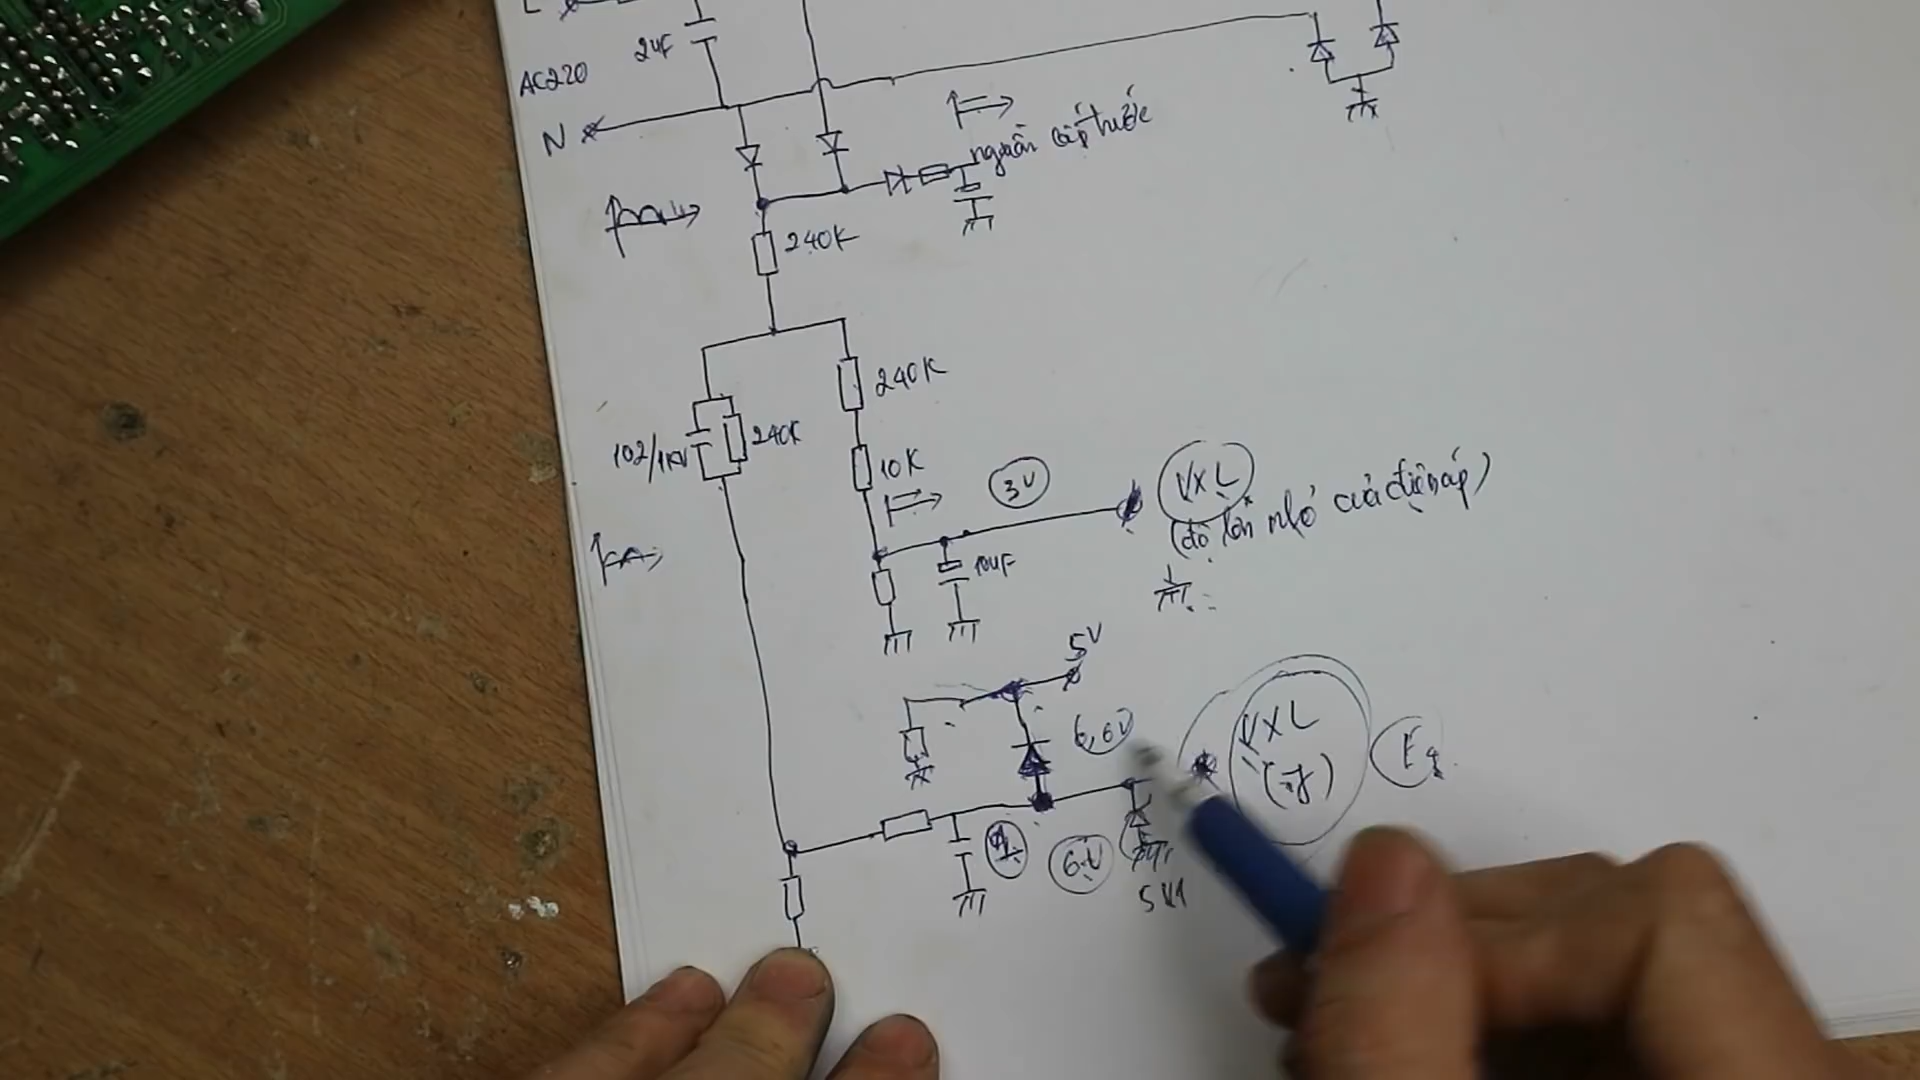 L
2uF
AC220
N
nguồn cấp trước
240K
240K
102/1KV
240K
10K
3V
VXL
(độ lớn nhỏ của điện áp)
10uF
5V
6,6V
VXL
6V
5V1